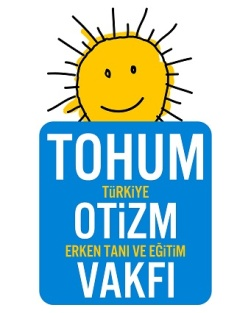 TOHUM
TÜRKİYE
OTİZM
ERKEN TANI VE EĞİTİM
VAKFI